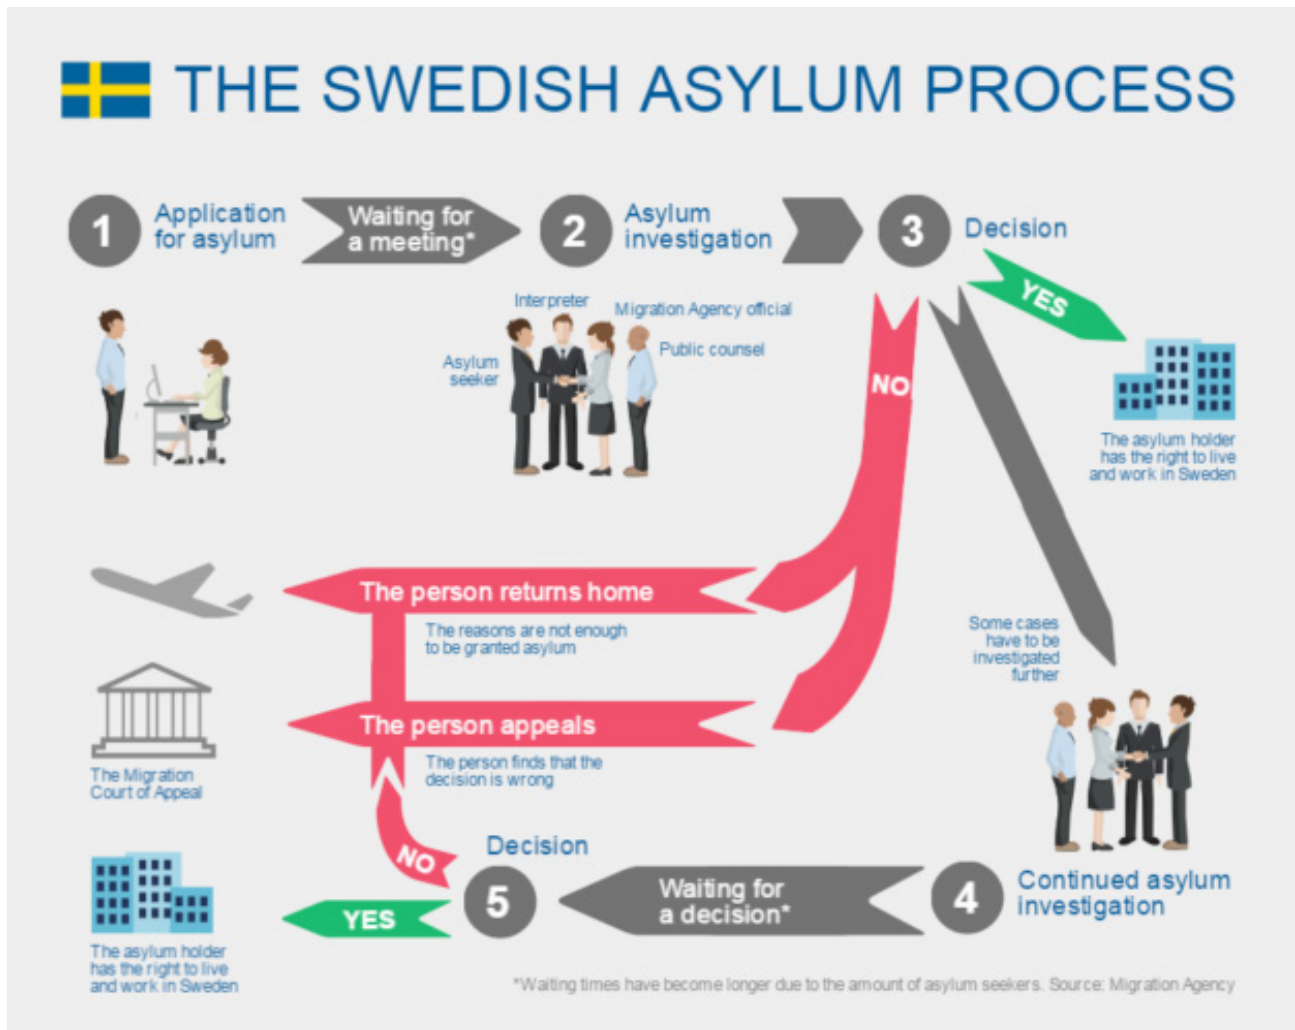 THE SWEDISH ASYLUM PROCESS
1
Application
for asylum
Waiting for
a meeting*
2
Asylum
investigation
3
Decision
YES
Interpreter
Migration Agency official
Asylum
seeker
Public counsel
NO
The asylum holder
has the right to live
and work in Sweden
The person returns home
The reasons are not enough
to be granted asylum
Some cases
have to be
investigated
further
The person appeals
The person finds that the
decision is wrong
The Migration
Court of Appeal
NO
Decision
5
Waiting for
a decision*
4
Continued asylum
investigation
YES
The asylum holder
has the right to live
and work in Sweden
*Waiting times have become longer due to the amount of asylum seekers. Source: Migration Agency